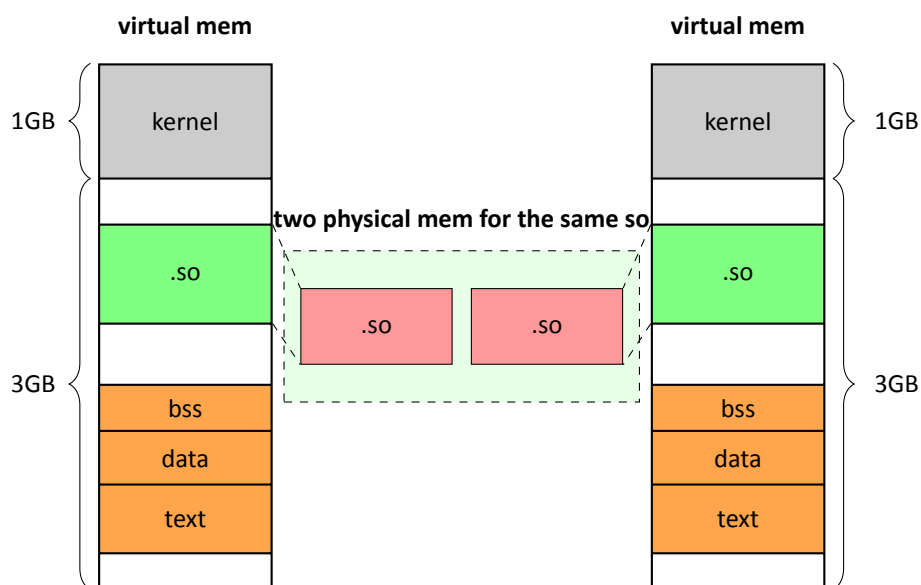 virtual mem
virtual mem
1GB
kernel
kernel
1GB
two physical mem for the same so
.so
.so
.so
.so
3GB
3GB
bss
bss
data
data
text
text